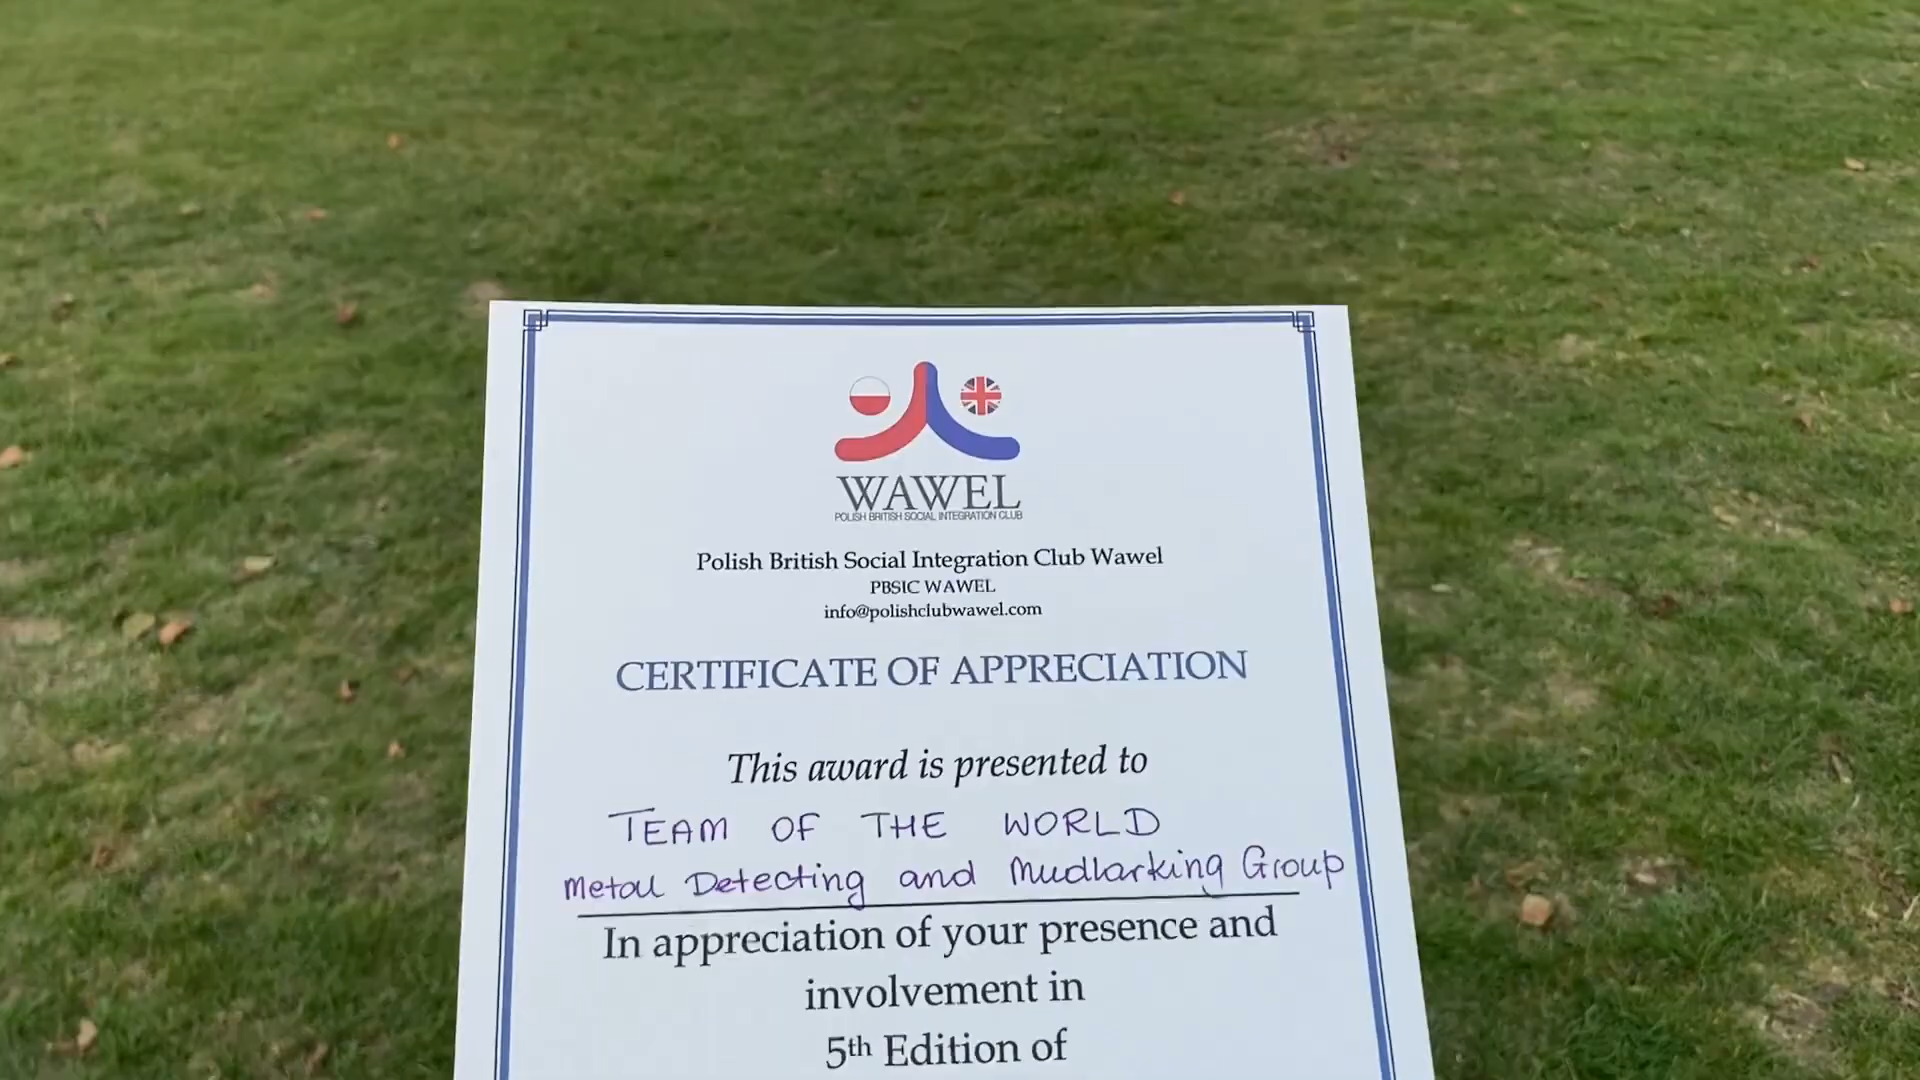 WAWEL
POLISH BRITISH SOCIAL INTEGRATION CLUB
Polish British Social Integration Club Wawel
PBSIC WAWEL
info@polishclubwawel.com
CERTIFICATE OF APPRECIATION
This award is presented to
TEAM OF THE WORLD
Metal Detecting and Mudlarking Group
In appreciation of your presence and
involvement in
5th Edition of